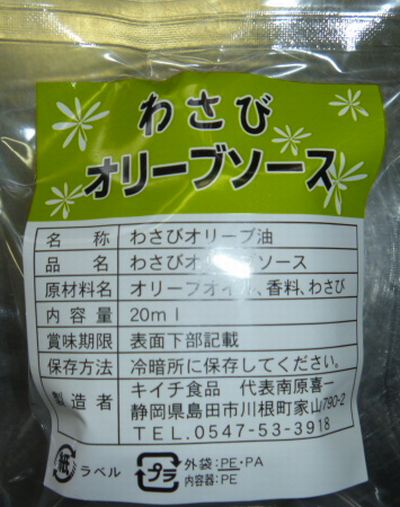 わさび
オリーブソース
名称 わさびオリーブ油
品名 わさびオリーブソース
原材料名 オリーブオイル、香料、わさび
内容量 20ml
賞味期限 表面下部記載
保存方法 冷暗所に保存してください。
製造者 キイチ食品 代表南原喜一
静岡県島田市川根町家山790-2
TEL.0547-53-3918
紙 ラベル
プラ 外袋:PE・PA
内容器:PE